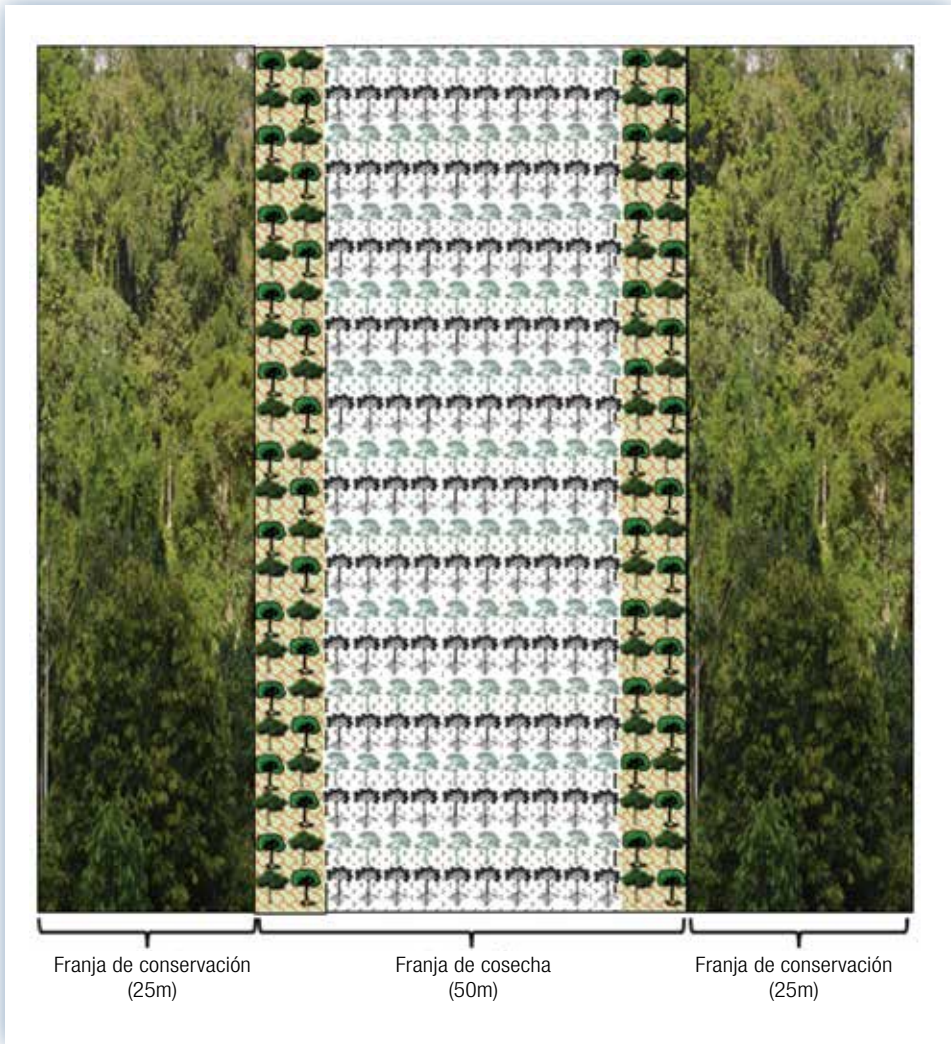 Franja de conservación
(25m)
Franja de cosecha
(50m)
Franja de conservación
(25m)